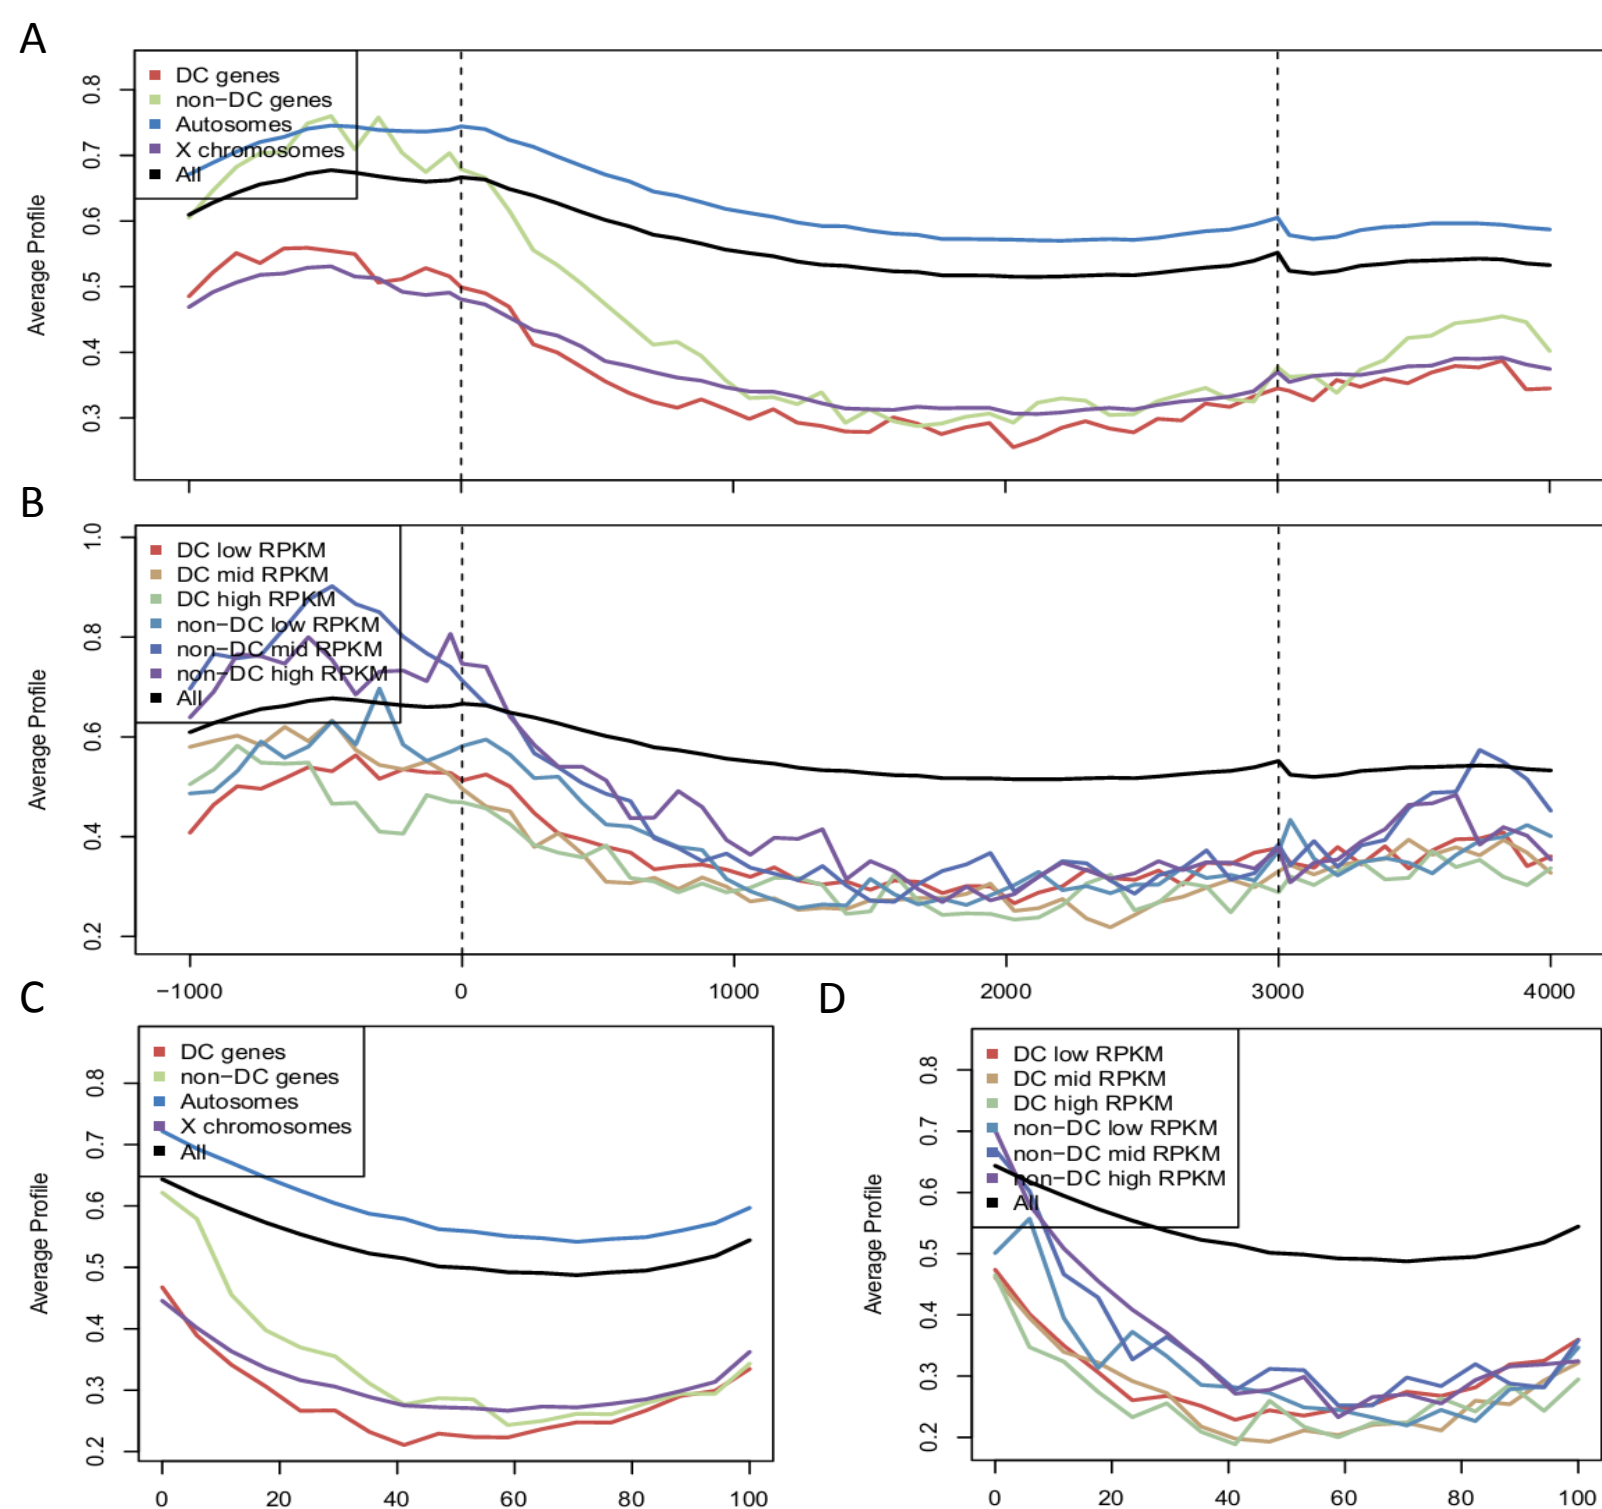 A
DC genes
non−DC genes
Autosomes
X chromosomes
All
Average Profile
0.8
0.7
0.6
0.5
0.4
0.3
B
DC low RPKM
DC mid RPKM
DC high RPKM
non−DC low RPKM
non−DC mid RPKM
non−DC high RPKM
All
Average Profile
1.0
0.8
0.6
0.4
0.2
−1000 0 1000 2000 3000 4000
C
DC genes
non−DC genes
Autosomes
X chromosomes
All
Average Profile
0.8
0.7
0.6
0.5
0.4
0.3
0.2
0 20 40 60 80 100
D
DC low RPKM
DC mid RPKM
DC high RPKM
non−DC low RPKM
non−DC mid RPKM
non−DC high RPKM
All
Average Profile
0.8
0.7
0.6
0.5
0.4
0.3
0.2
0 20 40 60 80 100